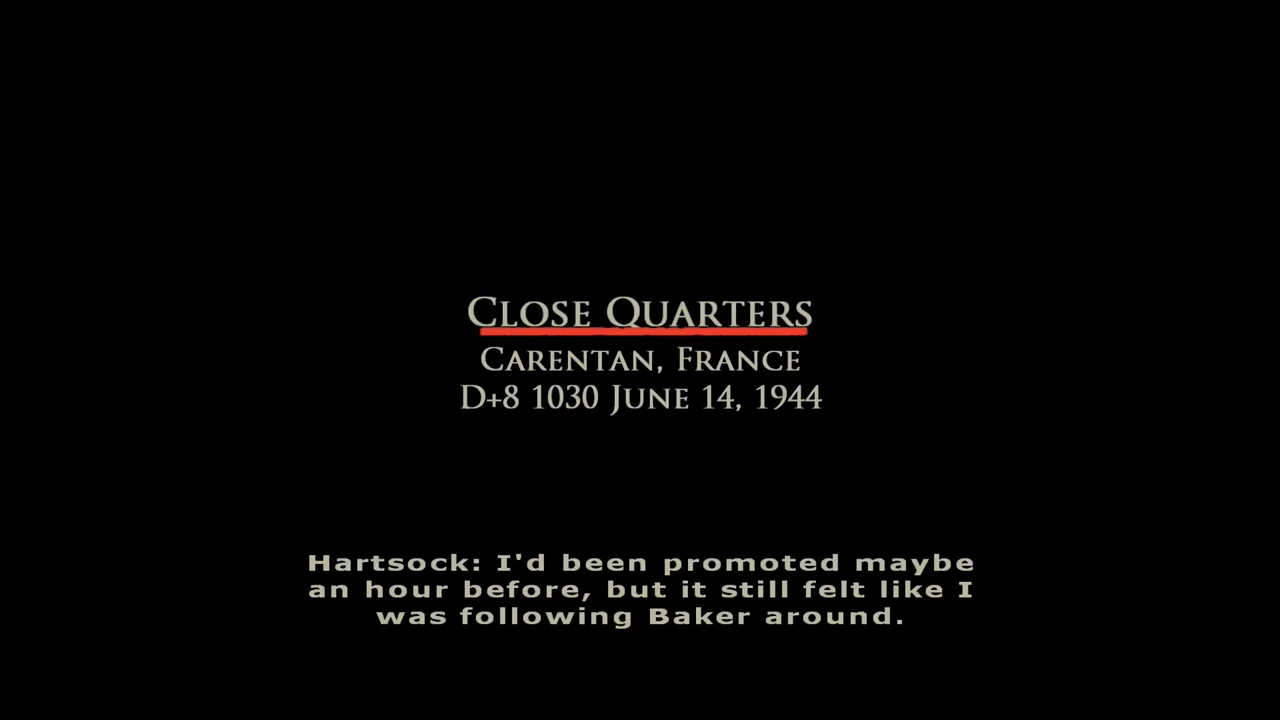 Close Quarters
Carentan, France
D+8 1030 June 14, 1944
Hartsock: I'd been promoted maybe
an hour before, but it still felt like I
was following Baker around.